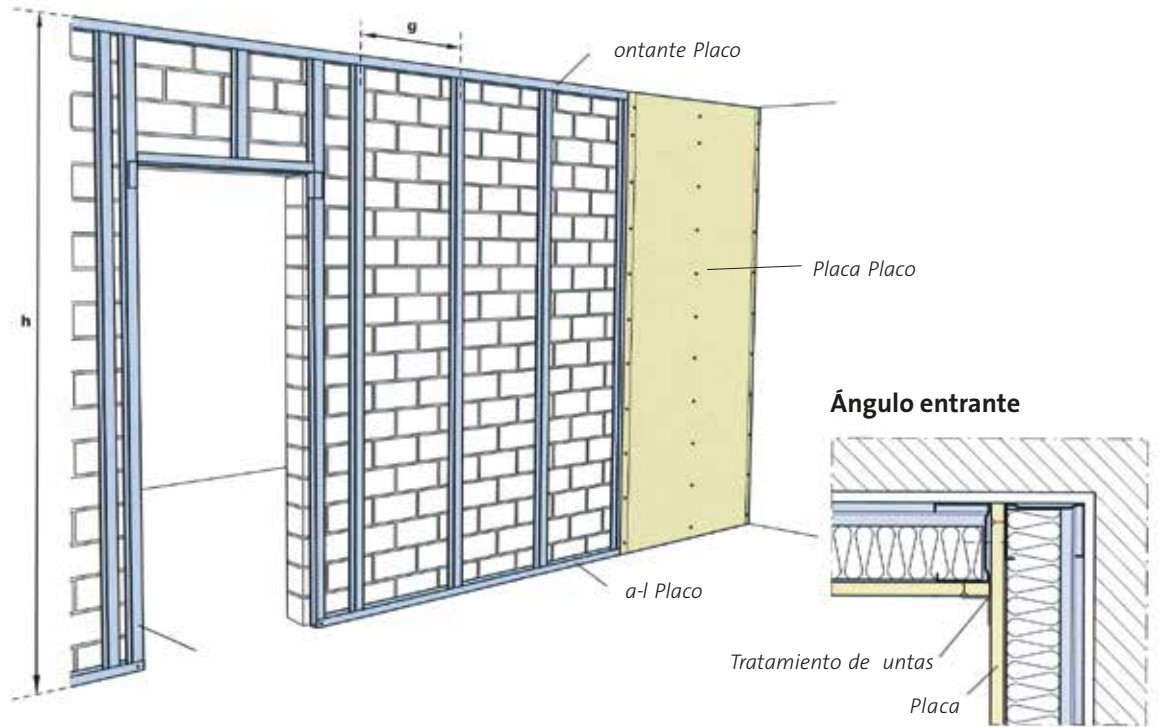 g
ontante Placo
h
Placa Placo
Ángulo entrante
a-l Placo
Tratamiento de untas
Placa